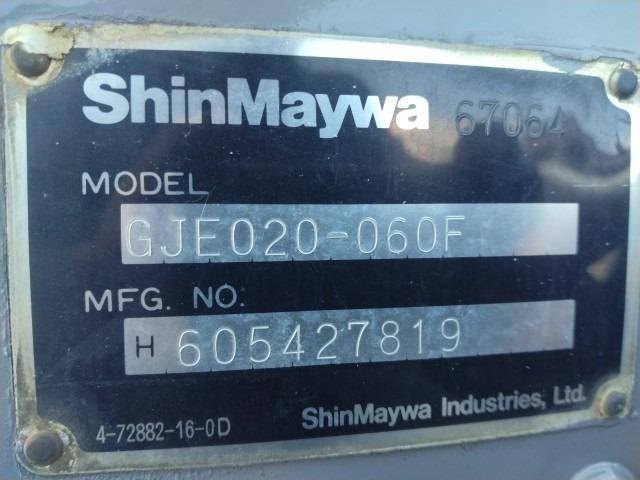 ShinMaywa 67064
MODEL
GJE020-060F
MFG. NO.
H 605427819
4-72882-16-0D
ShinMaywa Industries, Ltd.